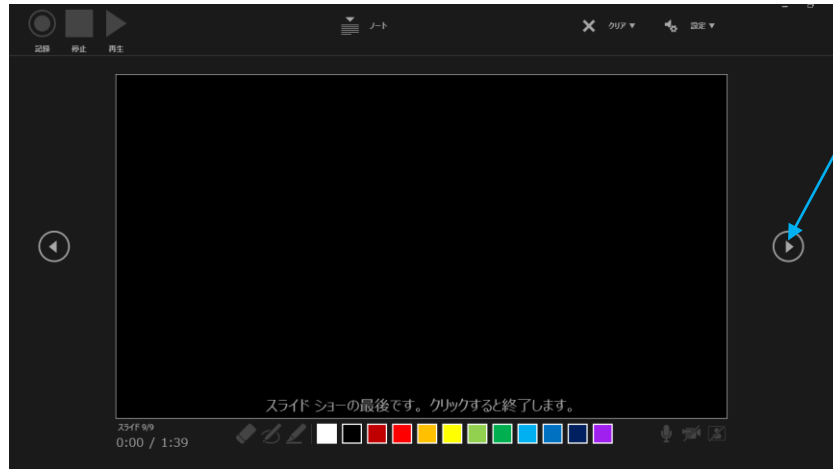 記録 停止 再生 ノート クリア 設定
スライド ショーの最後です。クリックすると終了します。
スライド 9/9
0:00 / 1:39